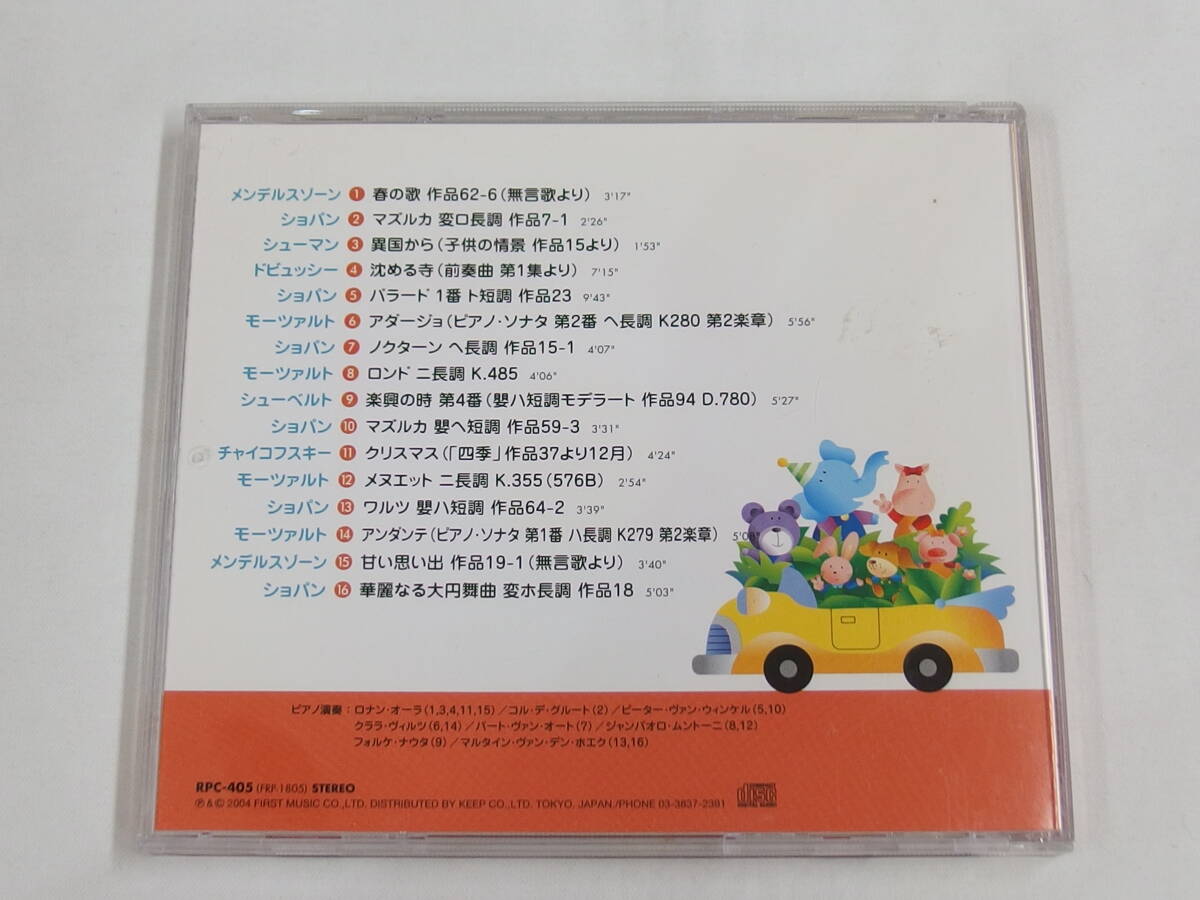 メンデルスゾーン 1 春の歌 作品62-6(無言歌より) 3'17"
ショパン 2 マズルカ 変ロ長調 作品7-1 2'26"
シューマン 3 異国から(子供の情景 作品15より) 1'53"
ドビュッシー 4 沈める寺(前奏曲 第1集より) 7'15"
ショパン 5 バラード 1番 ト短調 作品23 9'43"
モーツァルト 6 アダージョ(ピアノ・ソナタ 第2番 ヘ長調 K280 第2楽章) 5'56"
ショパン 7 ノクターン ヘ長調 作品15-1 4'07"
モーツァルト 8 ロンド ニ長調 K.485 4'06"
シューベルト 9 楽興の時 第4番(嬰ハ短調モデラート 作品94 D.780) 5'27"
ショパン 10 マズルカ 嬰ヘ短調 作品59-3 3'31"
チャイコフスキー 11 クリスマス(「四季」作品37より12月) 4'24"
モーツァルト 12 メヌエット ニ長調 K.355(576B) 2'54"
ショパン 13 ワルツ 嬰ハ短調 作品64-2 3'39"
モーツァルト 14 アンダンテ(ピアノ・ソナタ 第1番 ハ長調 K279 第2楽章)
メンデルスゾーン 15 甘い思い出 作品19-1(無言歌より) 3'40"
ショパン 16 華麗なる大円舞曲 変ホ長調 作品18 5'03"
ピアノ演奏:ロナン・オーラ(1,3,4,11,15)/コル・デ・グルート(2)/ピーター・ヴァン・ウィンケル(5,10)
クララ・ヴィルツ(6,14)/バート・ヴァン・オート(7)/ジャンパオロ・ムントーニ(8,12)
フォルケ・ナウタ(9)/マルタイン・ヴァン・デン・ホエク(13,16)
RPC-405 (FRP-1805) STEREO
℗&© 2004 FIRST MUSIC CO.,LTD. DISTRIBUTED BY KEEP CO.,LTD. TOKYO. JAPAN./PHONE 03-3837-2391
COMPACT disc DIGITAL AUDIO